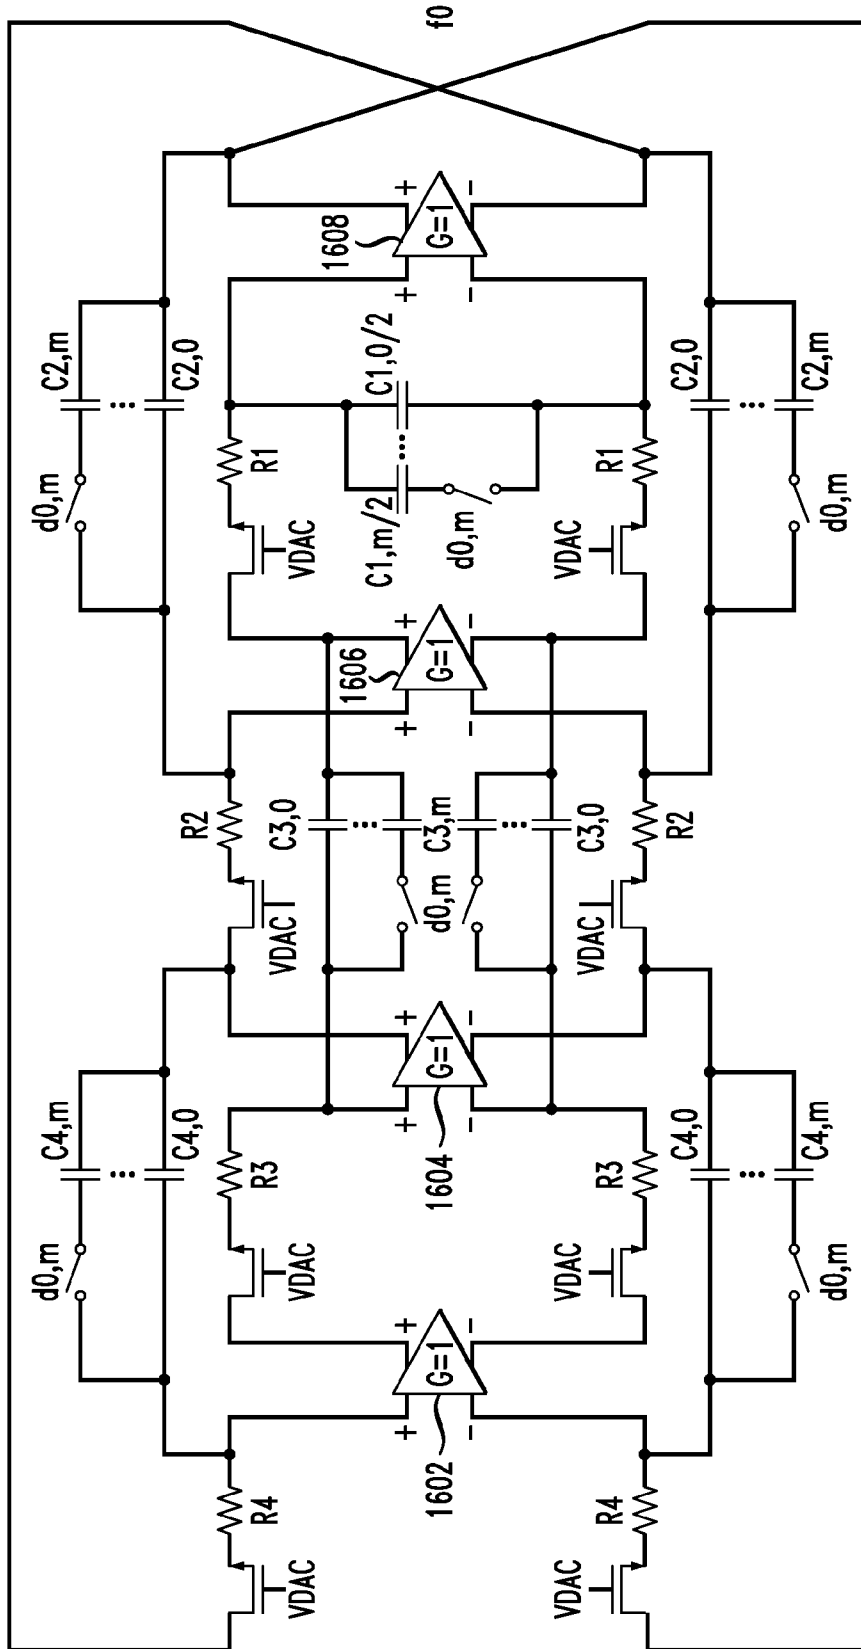 d0,m
C4,m
d0,m
C2,m
...
...
C4,0
C2,0
R4
R3
R2
R1
VDAC
VDAC
VDAC
VDAC
C3,0
...
1606
1608
C1,m/2
...
C1,0/2
+
+
+
+
+
+
+
+
1602
G=1
1604
G=1
d0,m
C3,m
G=1
d0,m
G=1
f0
−
−
−
−
−
−
−
−
...
C3,0
VDAC
VDAC
VDAC
VDAC
R4
R3
R2
R1
C4,0
C2,0
...
...
d0,m
C4,m
d0,m
C2,m